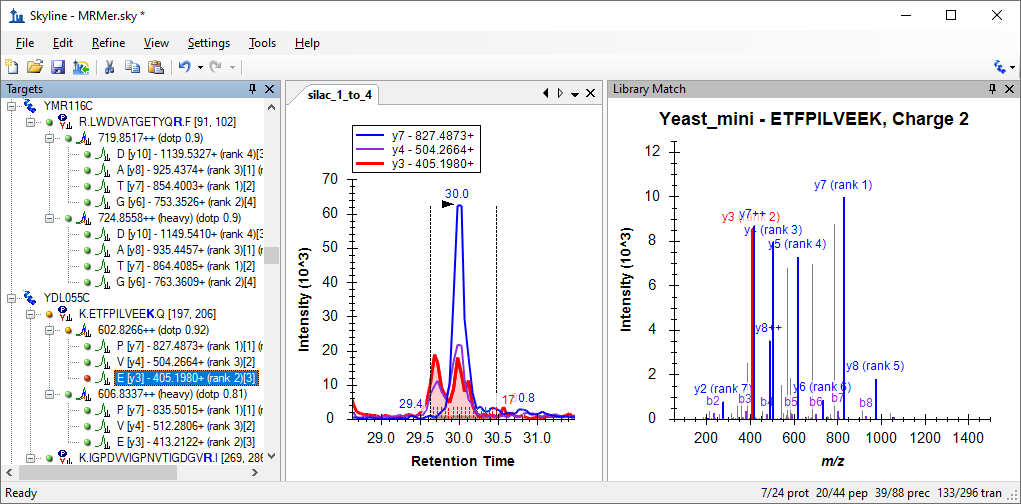 Skyline - MRMer.sky *
File Edit Refine View Settings Tools Help
Targets
YMR116C
R.LWDVATGETYQR.F [91, 102]
719.8517++ (dotp 0.9)
D [y10] - 1139.5327+ (rank 4)[3
A [y8] - 925.4374+ (rank 3)[1] (r
T [y7] - 854.4003+ (rank 1)[2]
G [y6] - 753.3526+ (rank 2)[4]
724.8558++ (heavy) (dotp 0.9)
D [y10] - 1149.5410+ (rank 4)[3
A [y8] - 935.4457+ (rank 3)[1] (r
T [y7] - 864.4085+ (rank 1)[2]
G [y6] - 763.3609+ (rank 2)[4]
YDL055C
K.ETFPILVEEK.Q [197, 206]
602.8266++ (dotp 0.92)
P [y7] - 827.4873+ (rank 1)[1] (r
V [y4] - 504.2664+ (rank 3)[2]
E [y3] - 405.1980+ (rank 2)[3]
606.8337++ (heavy) (dotp 0.81)
P [y7] - 835.5015+ (rank 1)[1] (r
V [y4] - 512.2806+ (rank 3)[2]
E [y3] - 413.2122+ (rank 2)[3]
K.IGPDVVIGPNVTIGDGVR.I [269, 286
silac_1_to_4
y7 - 827.4873+
y4 - 504.2664+
y3 - 405.1980+
70
60
50
40
30
20
10
0
Intensity (10^3)
30.0
29.4
17
30.8
29.0 29.5 30.0 30.5 31.0
Retention Time
Library Match
Yeast_mini - ETFPILVEEK, Charge 2
12
10
8
6
4
2
0
Intensity (10^3)
y7 (rank 1)
y7++
y3 (rank 2)
y4 (rank 3)
y5 (rank 4)
y8++
y8 (rank 5)
y2 (rank 7)
y6 (rank 6)
b2 b3 b4 b5 b6 b7 b8
200 400 600 800 1000 1200 1400
m/z
Ready
7/24 prot 20/44 pep 39/88 prec 133/296 tran